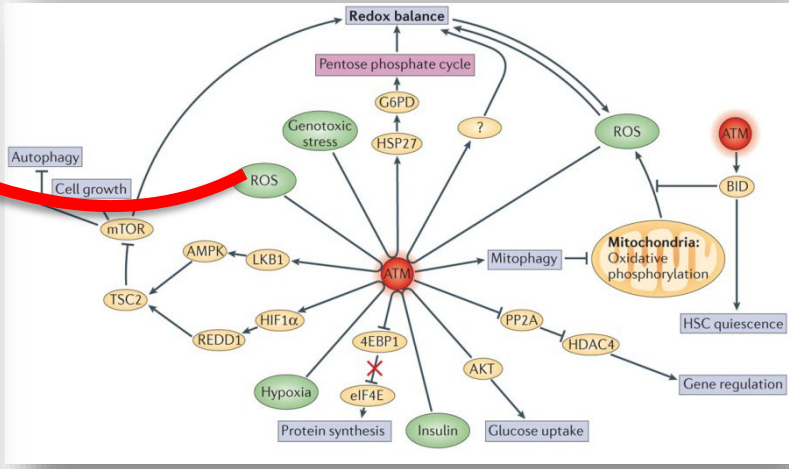 Redox balance
Pentose phosphate cycle
G6PD
Genotoxic
stress
HSP27
?
ROS
ATM
Autophagy
Cell growth
ROS
BID
mTOR
Mitochondria:
Oxidative
phosphorylation
AMPK
LKB1
ATM
Mitophagy
TSC2
HIF1α
REDD1
4EBP1
PP2A
HDAC4
HSC quiescence
AKT
Hypoxia
eIF4E
Gene regulation
Protein synthesis
Insulin
Glucose uptake